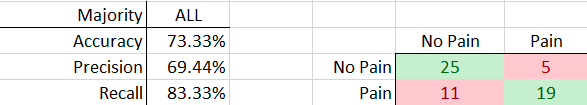 Majority ALL
Accuracy 73.33% No Pain Pain
Precision 69.44% No Pain 25 5
Recall 83.33% Pain 11 19